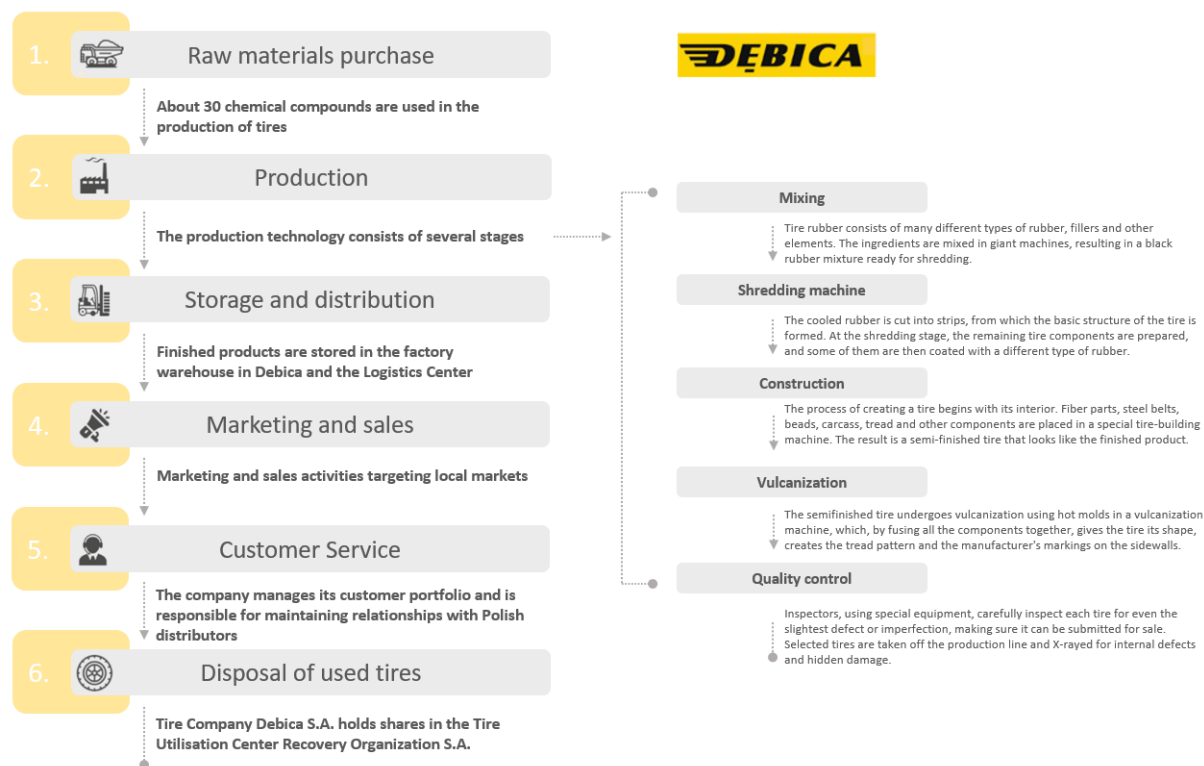 1.
Raw materials purchase
About 30 chemical compounds are used in the
production of tires
2.
Production
The production technology consists of several stages
3.
Storage and distribution
Finished products are stored in the factory
warehouse in Debica and the Logistics Center
4.
Marketing and sales
Marketing and sales activities targeting local markets
5.
Customer Service
The company manages its customer portfolio and is
responsible for maintaining relationships with Polish
distributors
6.
Disposal of used tires
Tire Company Debica S.A. holds shares in the Tire
Utilisation Center Recovery Organization S.A.
DĘBICA
Mixing
Tire rubber consists of many different types of rubber, fillers and other
elements. The ingredients are mixed in giant machines, resulting in a black
rubber mixture ready for shredding.
Shredding machine
The cooled rubber is cut into strips, from which the basic structure of the tire is
formed. At the shredding stage, the remaining tire components are prepared,
and some of them are then coated with a different type of rubber.
Construction
The process of creating a tire begins with its interior. Fiber parts, steel belts,
beads, carcass, tread and other components are placed in a special tire-building
machine. The result is a semi-finished tire that looks like the finished product.
Vulcanization
The semifinished tire undergoes vulcanization using hot molds in a vulcanization
machine, which, by fusing all the components together, gives the tire its shape,
creates the tread pattern and the manufacturer's markings on the sidewalls.
Quality control
Inspectors, using special equipment, carefully inspect each tire for even the
slightest defect or imperfection, making sure it can be submitted for sale.
Selected tires are taken off the production line and X-rayed for internal defects
and hidden damage.